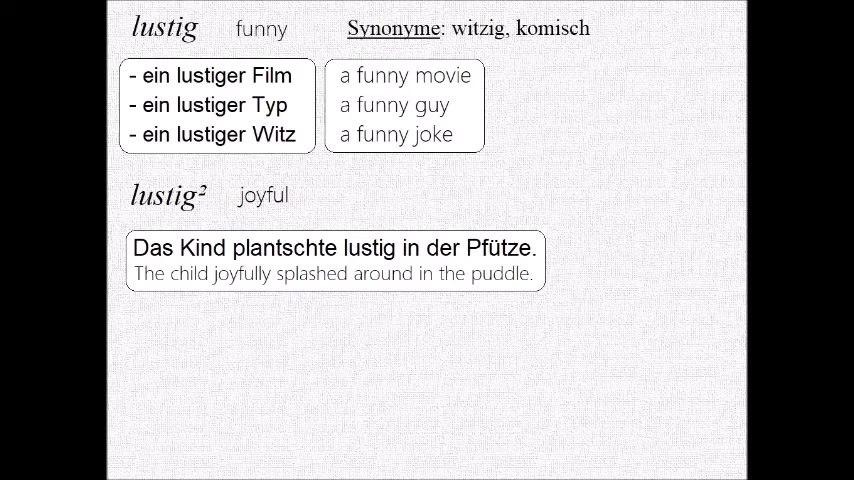 lustig funny Synonyme: witzig, komisch
- ein lustiger Film a funny movie
- ein lustiger Typ a funny guy
- ein lustiger Witz a funny joke
lustig² joyful
Das Kind plantschte lustig in der Pfütze.
The child joyfully splashed around in the puddle.